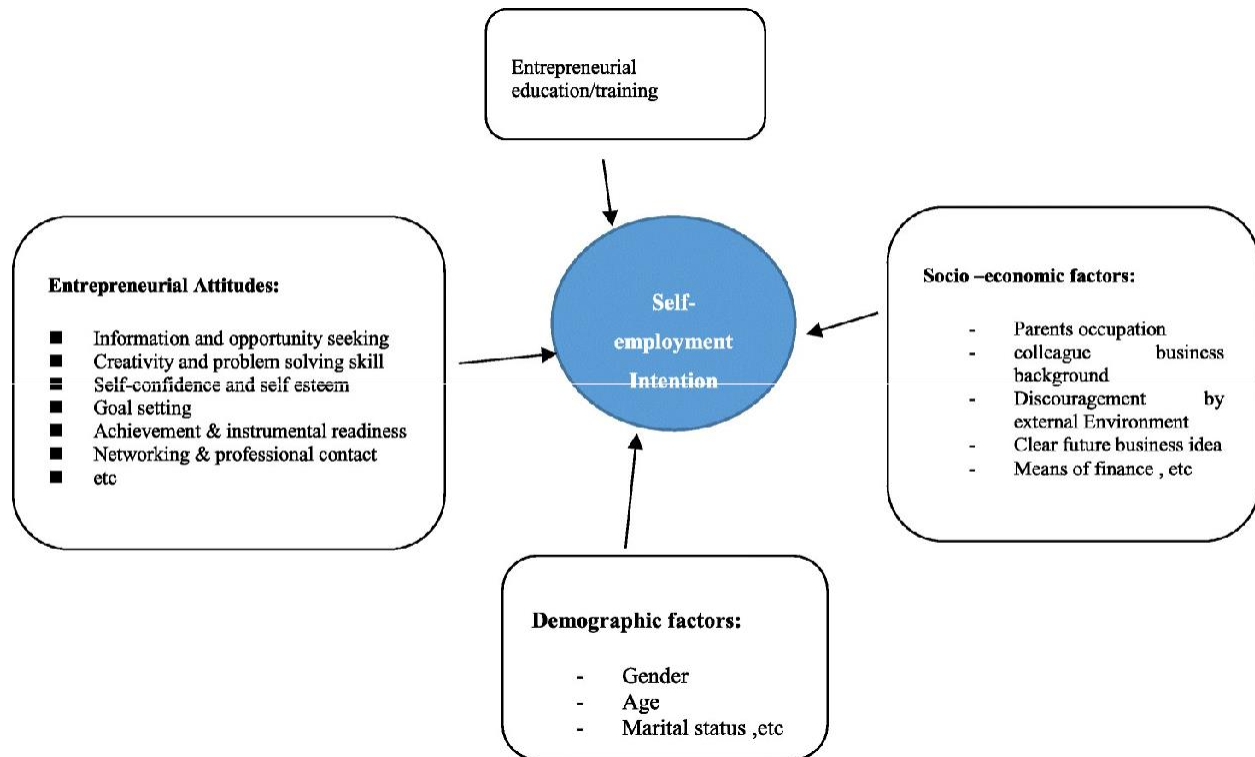 Entrepreneurial
education/training
Entrepreneurial Attitudes:
■ Information and opportunity seeking
■ Creativity and problem solving skill
■ Self-confidence and self esteem
■ Goal setting
■ Achievement & instrumental readiness
■ Networking & professional contact
■ etc
Self-
employment
Intention
Socio –economic factors:
- Parents occupation
- colleague business
background
- Discouragement by
external Environment
- Clear future business idea
- Means of finance , etc
Demographic factors:
- Gender
- Age
- Marital status ,etc